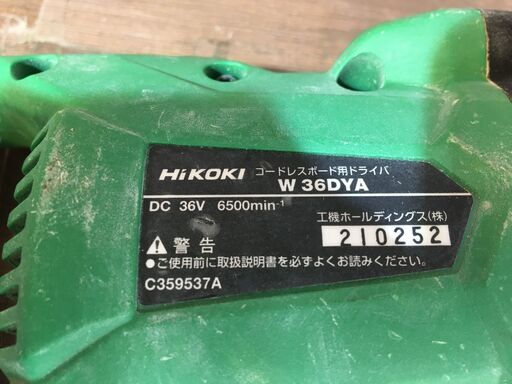 HiKOKI コードレスボード用ドライバ
W 36DYA
DC 36V 6500min-1
工機ホールディングス(株)
210252
警告
●ご使用前に取扱説明書を必ずよくお読みください。
C359537A